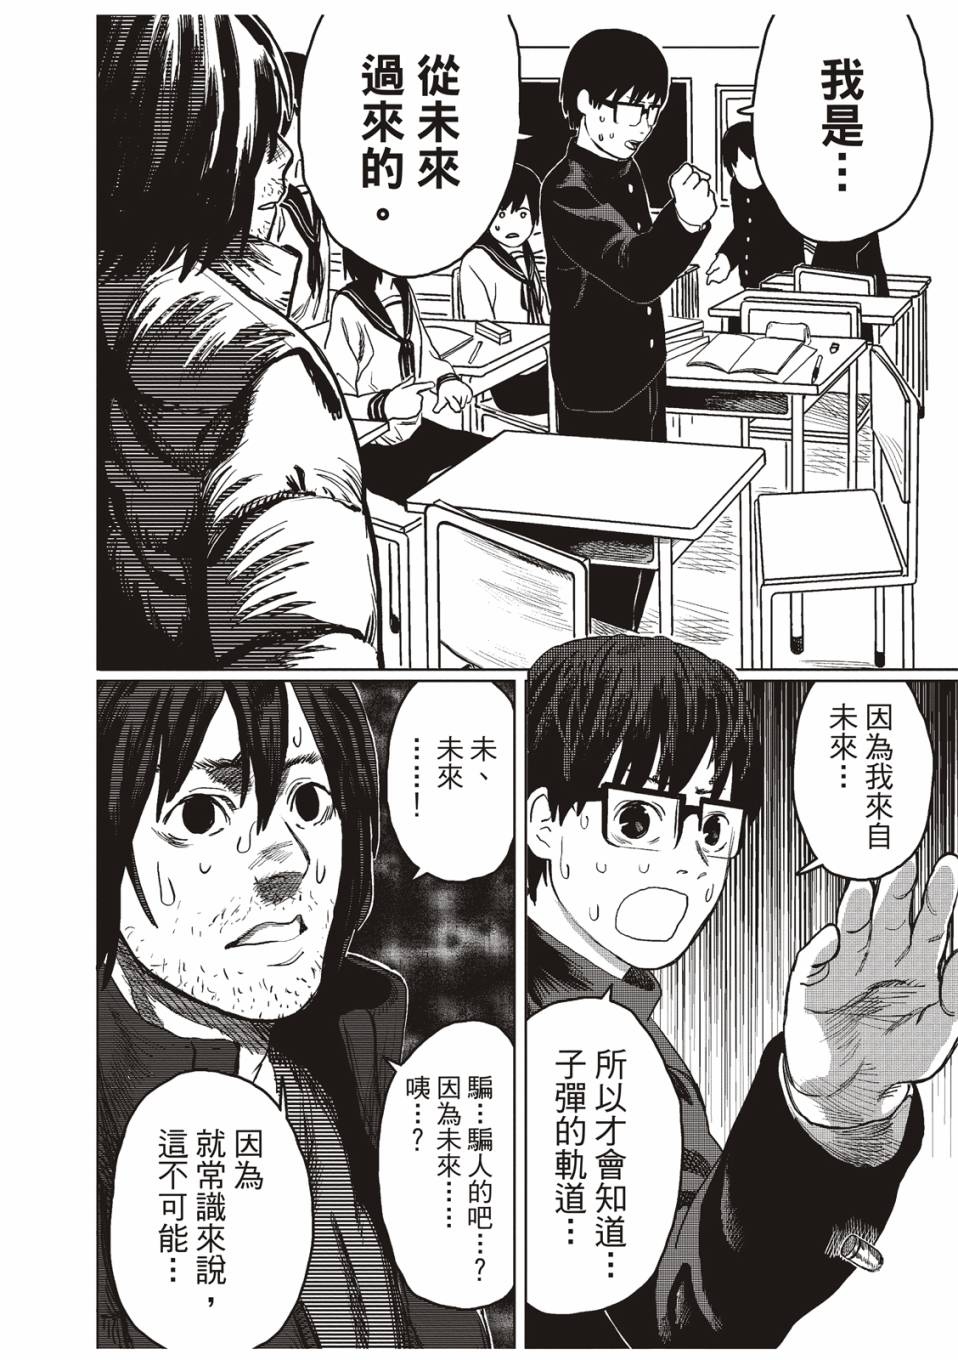 我是…
從未來
過來的。
因為我來自
未來…
所以才會知道…
子彈的軌道…
未、
未來
……!
騙…騙人的吧…?
因為未來……
咦…?
因為
就常識來說，
這不可能…